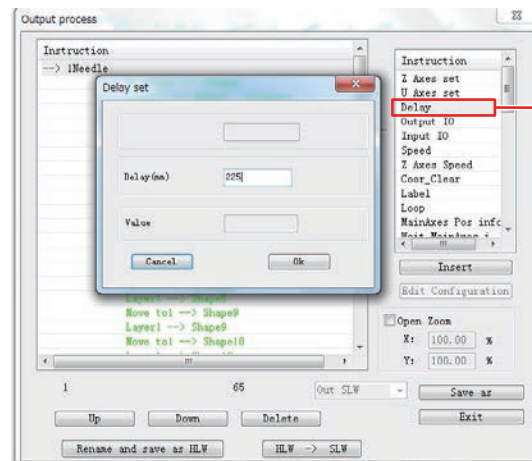 Output process
Instruction
--> 1Needle
Delay set
Delay(mm)
225
Value
Cancel
Ok
Layer1 --> Shape8
Move to1 --> Shape9
Layer1 --> Shape9
Move to1 --> Shape10
Instruction
Z Axes set
U Axes set
Delay
Output IO
Input IO
Speed
Z Axes Speed
Coor_Clear
Label
Loop
MainAxes Pos info
Insert
Edit Configuration
Open Zoom
X: 100.00 %
Y: 100.00 %
1
65
Out SLW
Save as
Up
Down
Delete
Exit
Rename and save as HLW
HLW -> SLW